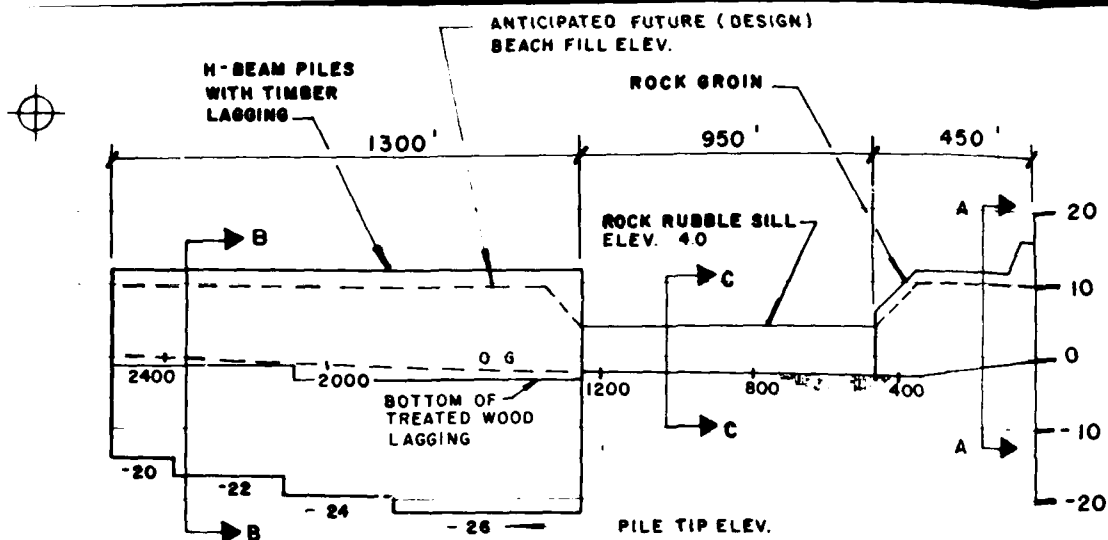 ANTICIPATED FUTURE (DESIGN)
BEACH FILL ELEV.
H-BEAM PILES
WITH TIMBER
LAGGING
ROCK GROIN
1300'
950'
450'
A
20
B
ROCK RUBBLE SILL
ELEV. 4.0
C
10
O G
0
2400
2000
1200
800
400
BOTTOM OF
TREATED WOOD
LAGGING
C
-10
A
-20
-22
-24
-20
B
-26
PILE TIP ELEV.